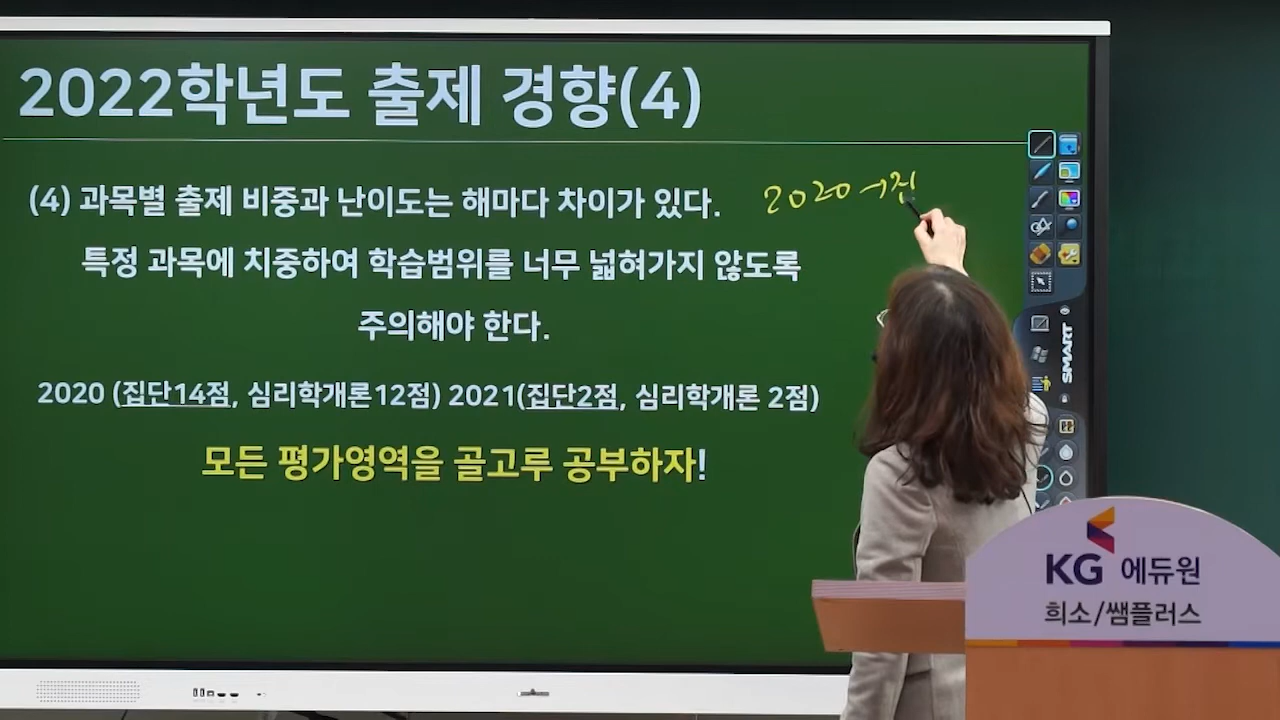 2022학년도 출제 경향(4)
(4) 과목별 출제 비중과 난이도는 해마다 차이가 있다.
2020→집
특정 과목에 치중하여 학습범위를 너무 넓혀가지 않도록
주의해야 한다.
2020 (집단14점, 심리학개론12점) 2021(집단2점, 심리학개론 2점)
모든 평가영역을 골고루 공부하자!
SMART
KG 에듀원
희소/쌤플러스